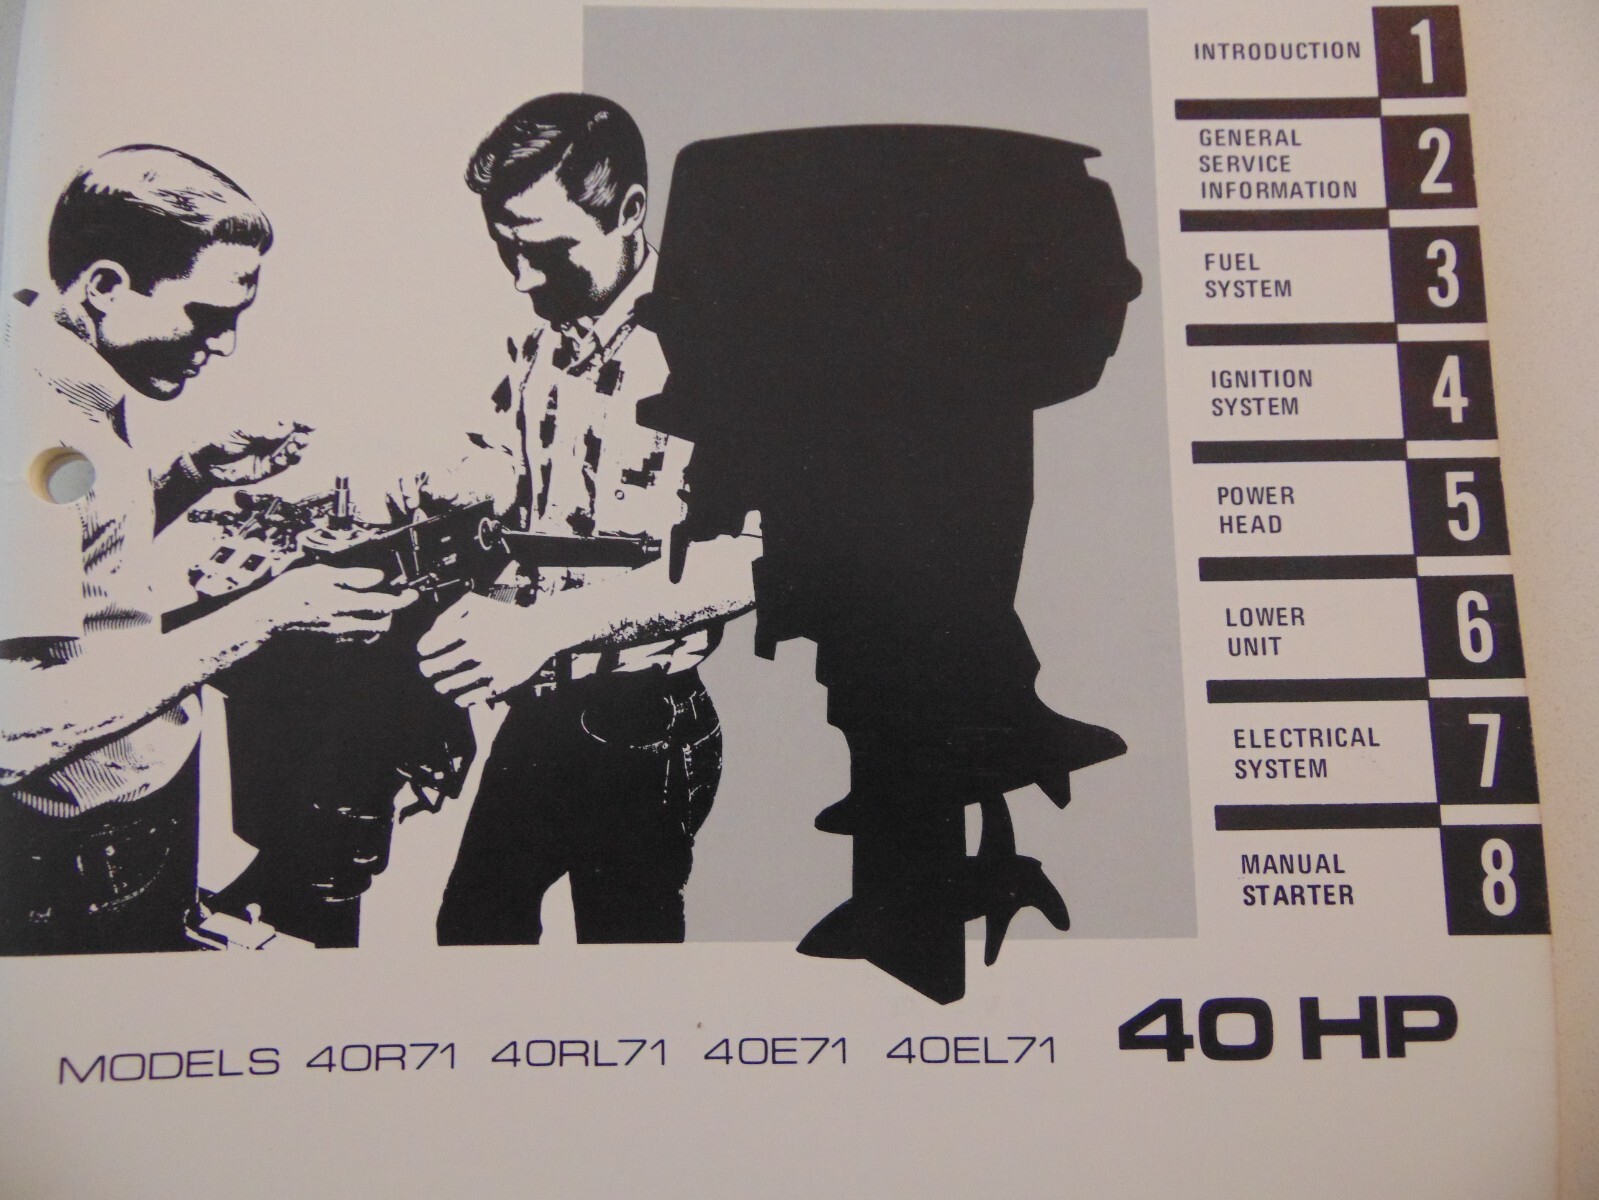 INTRODUCTION 1
GENERAL
SERVICE
INFORMATION 2
FUEL
SYSTEM 3
IGNITION
SYSTEM 4
POWER
HEAD 5
LOWER
UNIT 6
ELECTRICAL
SYSTEM 7
MANUAL
STARTER 8
MODELS 40R71 40RL71 40E71 40EL71 40 HP